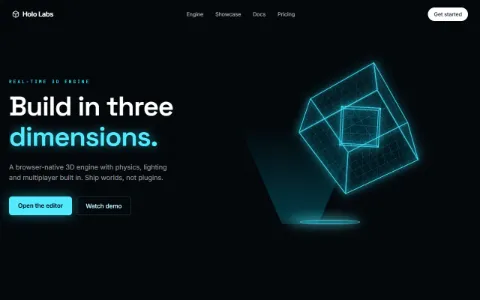 Holo Labs
Engine
Showcase
Docs
Pricing
Get started
REAL-TIME 3D ENGINE
Build in three
dimensions.
A browser-native 3D engine with physics, lighting
and multiplayer built in. Ship worlds, not plugins.
Open the editor
Watch demo